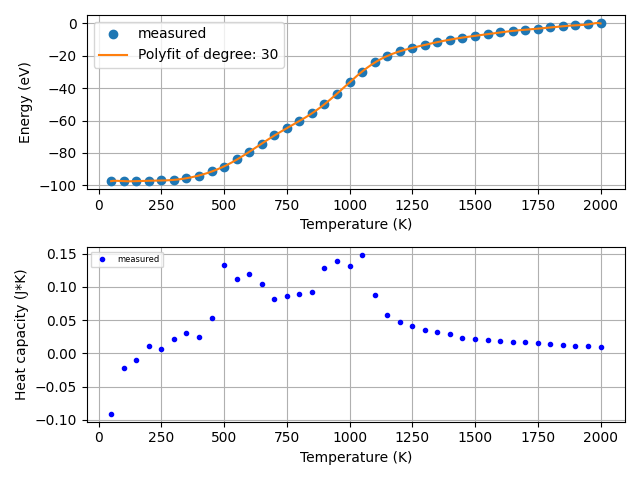 0
−20
−40
−60
−80
−100
Energy (eV)
measured
Polyfit of degree: 30
0 250 500 750 1000 1250 1500 1750 2000
Temperature (K)
0.15
0.10
0.05
0.00
−0.05
−0.10
Heat capacity (J*K)
measured
0 250 500 750 1000 1250 1500 1750 2000
Temperature (K)